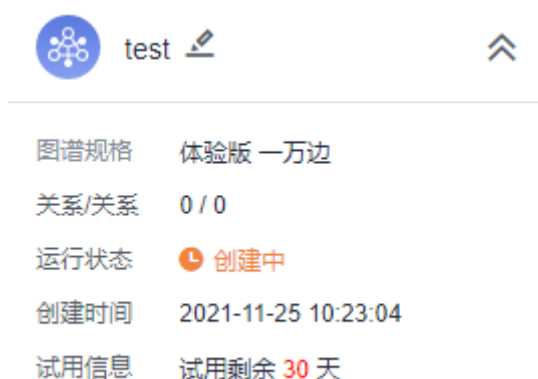 test
图谱规格 体验版 一万边
关系/关系 0 / 0
运行状态 创建中
创建时间 2021-11-25 10:23:04
试用信息 试用剩余 30 天